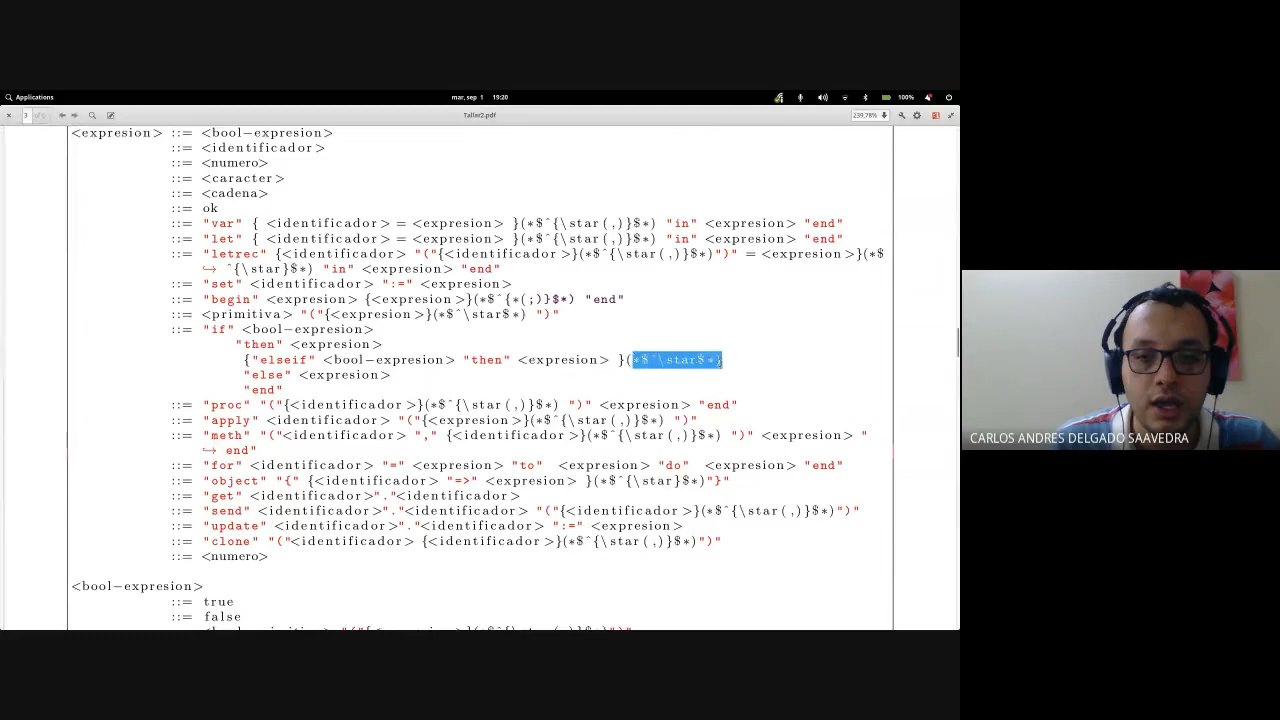 Applications
mar, sep 1 19:20
100%
3
Taller2.pdf
239,78%
<expresion> ::= <bool-expresion>
::= <identificador>
::= <numero>
::= <caracter>
::= <cadena>
::= ok
::= "var" { <identificador> = <expresion> }(*$^{\star(,)}$*) "in" <expresion> "end"
::= "let" { <identificador> = <expresion> }(*$^{\star(,)}$*) "in" <expresion> "end"
::= "letrec" {<identificador> "("{<identificador>}(*$^{\star(,)}$*)")" = <expresion>}(*$
↪ ^{\star}$*) "in" <expresion> "end"
::= "set" <identificador> ":=" <expresion>
::= "begin" <expresion> {<expresion>}(*$^{*(;)}$*) "end"
::= <primitiva> "("{<expresion>}(*$^\star$*) ")"
::= "if" <bool-expresion>
"then" <expresion>
{"elseif" <bool-expresion> "then" <expresion> }(*$^\star$*)
"else" <expresion>
"end"
::= "proc" "("{<identificador>}(*$^{\star(,)}$*) ")" <expresion> "end"
::= "apply" <identificador> "("{<expresion>}(*$^{\star(,)}$*) ")"
::= "meth" "("<identificador> "," {<identificador>}(*$^{\star(,)}$*) ")" <expresion> "
↪ end"
::= "for" <identificador> "=" <expresion> "to" <expresion> "do" <expresion> "end"
::= "object" "{" {<identificador> "=>" <expresion> }(*$^{\star}$*)"}"
::= "get" <identificador>"."<identificador>
::= "send" <identificador>"."<identificador> "("{<identificador>}(*$^{\star(,)}$*)")"
::= "update" <identificador>"."<identificador> ":=" <expresion>
::= "clone" "("<identificador> {<identificador>}(*$^{\star(,)}$*)")"
::= <numero>
<bool-expresion>
::= true
::= false
CARLOS ANDRES DELGADO SAAVEDRA